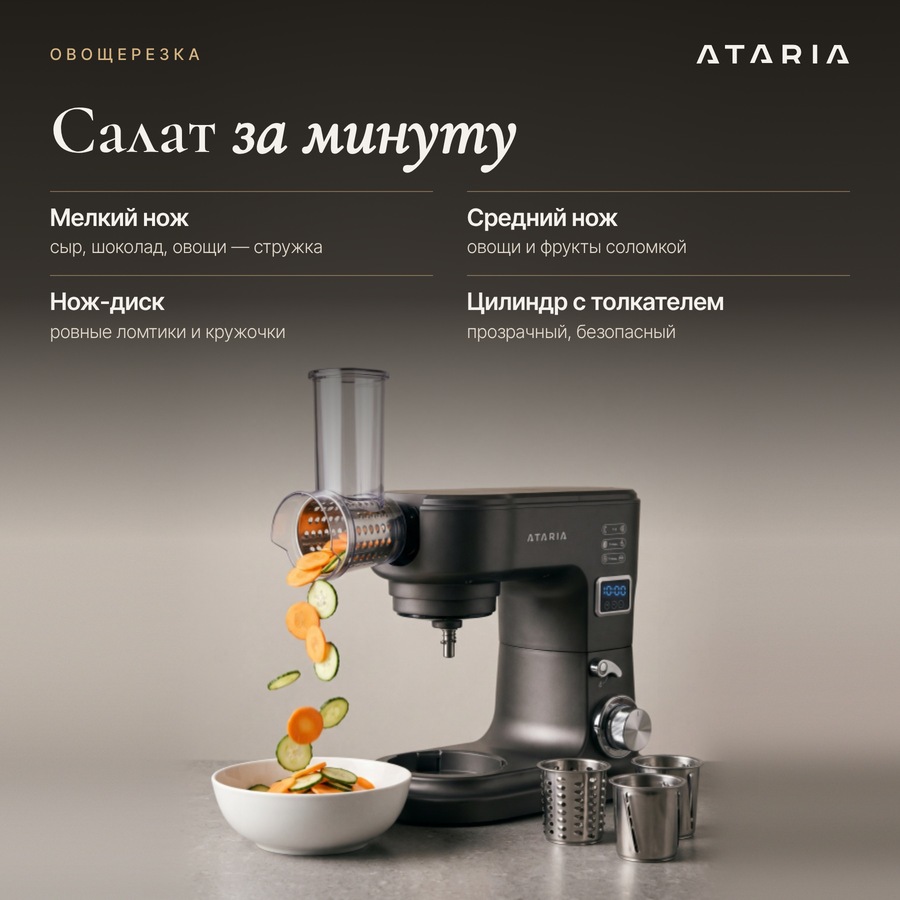 ОВОЩЕРЕЗКА
ATARIA
Салат за минуту
Мелкий нож
сыр, шоколад, овощи — стружка
Средний нож
овощи и фрукты соломкой
Нож-диск
ровные ломтики и кружочки
Цилиндр с толкателем
прозрачный, безопасный
ATARIA
10:00